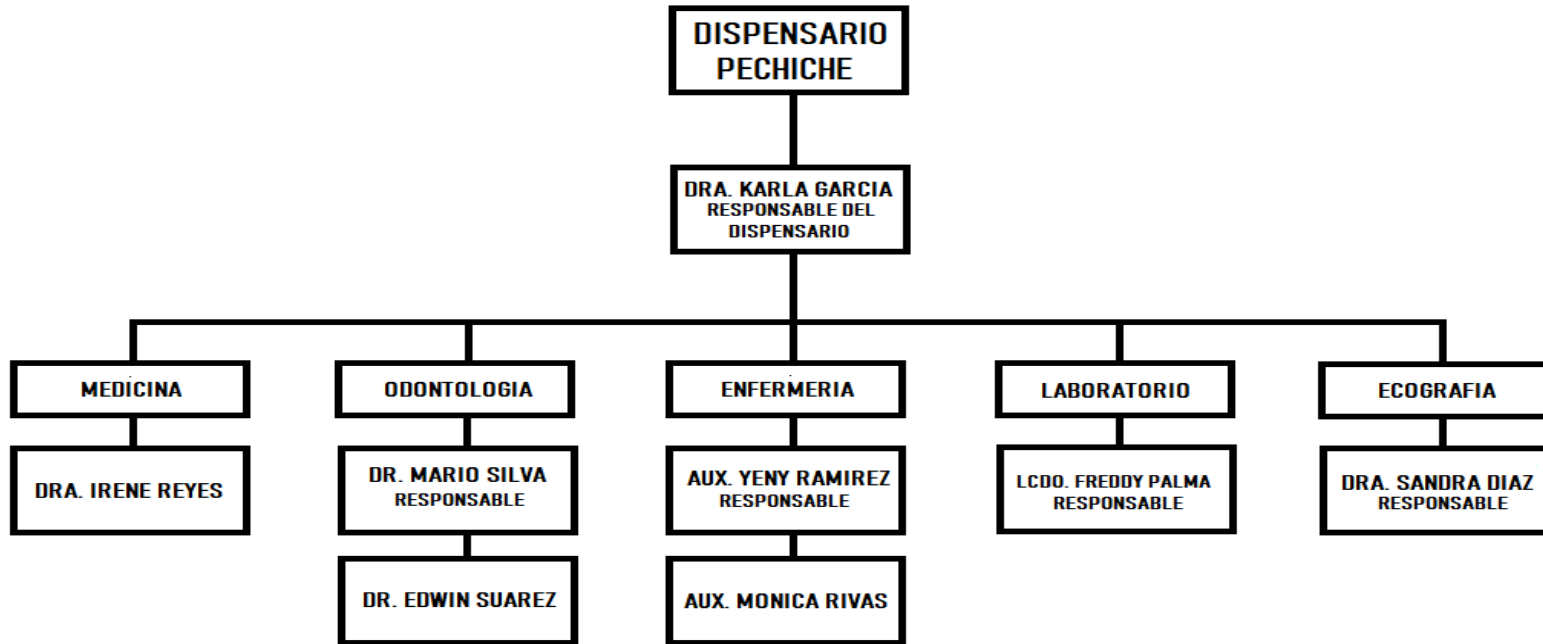 DISPENSARIO
PECHICHE
DRA. KARLA GARCIA
RESPONSABLE DEL
DISPENSARIO
MEDICINA
ODONTOLOGIA
ENFERMERIA
LABORATORIO
ECOGRAFIA
DRA. IRENE REYES
DR. MARIO SILVA
RESPONSABLE
AUX. YENY RAMIREZ
RESPONSABLE
LCDO. FREDDY PALMA
RESPONSABLE
DRA. SANDRA DIAZ
RESPONSABLE
DR. EDWIN SUAREZ
AUX. MONICA RIVAS